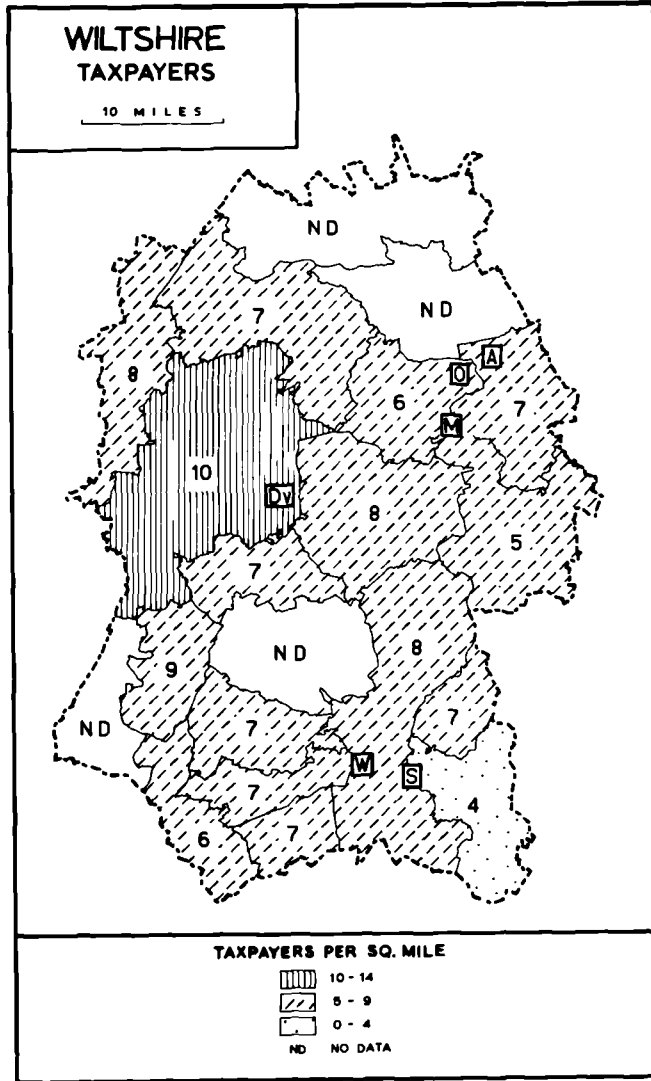 WILTSHIRE
TAXPAYERS
10 MILES
ND
ND
7
8
A
O
6
7
M
10
Dv
8
5
7
ND
8
9
7
ND
7
W
S
7
4
6
7
TAXPAYERS PER SQ. MILE
10 - 14
5 - 9
0 - 4
ND NO DATA